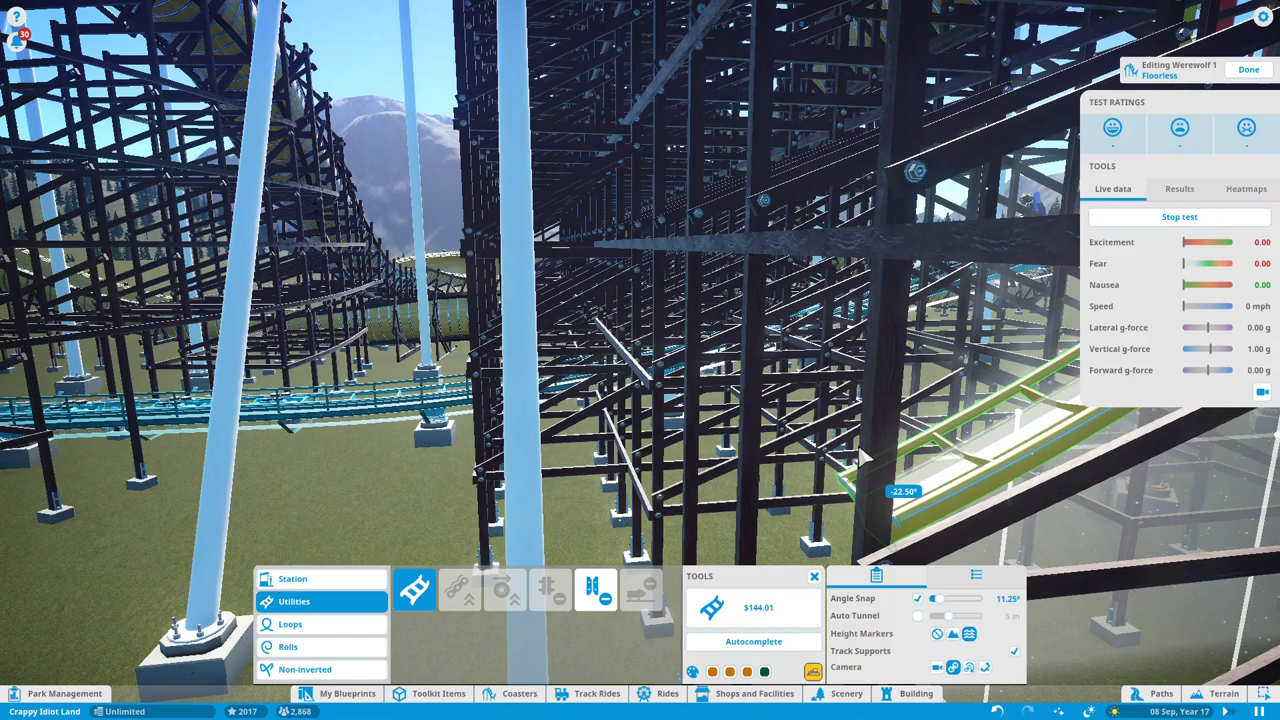 ?
30
Editing Werewolf 1
Floorless
Done
TEST RATINGS
- - -
TOOLS
Live data Results Heatmaps
Stop test
Excitement 0.00
Fear 0.00
Nausea 0.00
Speed 0 mph
Lateral g-force 0.00 g
Vertical g-force 1.00 g
Forward g-force 0.00 g
-22.50°
Station
Utilities
Loops
Rolls
Non-inverted
TOOLS
$144.01
Autocomplete
Angle Snap 11.25°
Auto Tunnel 5 m
Height Markers
Track Supports
Camera
Park Management My Blueprints Toolkit Items Coasters Track Rides Rides Shops and Facilities Scenery Building Paths Terrain
Crappy Idiot Land Unlimited 2017 2,868 08 Sep, Year 17